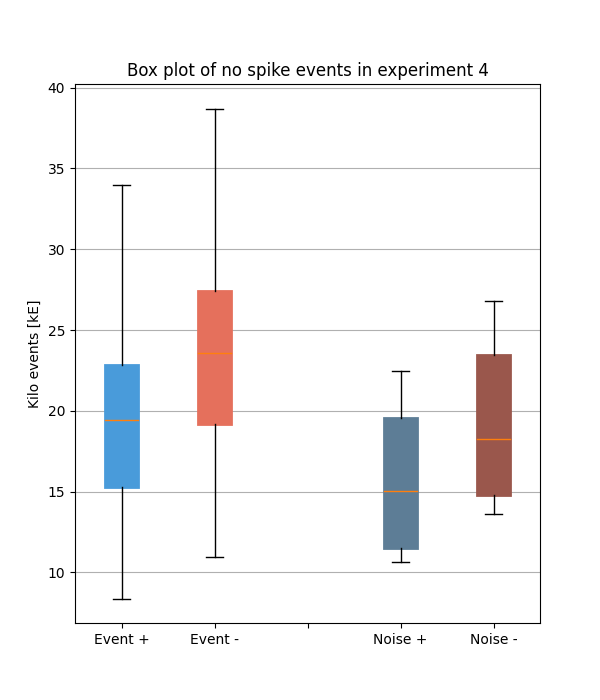 Box plot of no spike events in experiment 4
Kilo events [kE]
40
35
30
25
20
15
10
Event +
Event -
Noise +
Noise -